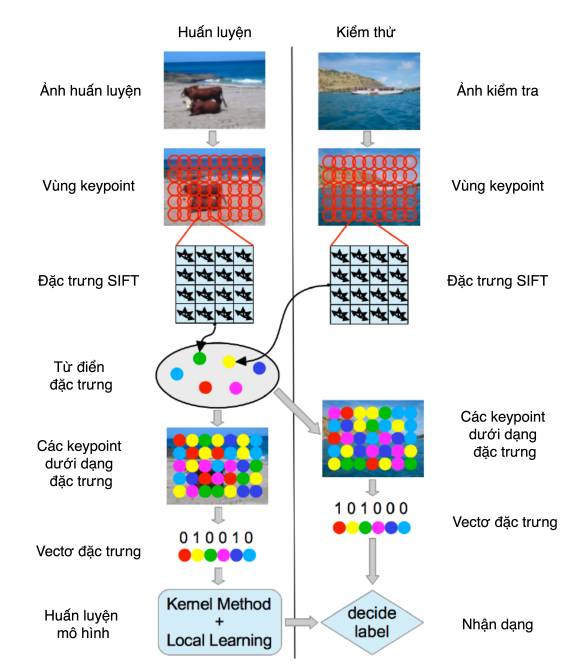 Huấn luyện
Kiểm thử
Ảnh huấn luyện
Ảnh kiểm tra
Vùng keypoint
Vùng keypoint
Đặc trưng SIFT
Đặc trưng SIFT
Từ điển
đặc trưng
Các keypoint
dưới dạng
đặc trưng
Các keypoint
dưới dạng
đặc trưng
1 0 1 0 0 0
Vectơ đặc trưng
0 1 0 0 1 0
Vectơ đặc trưng
Huấn luyện
mô hình
Kernel Method
+
Local Learning
decide
label
Nhận dạng